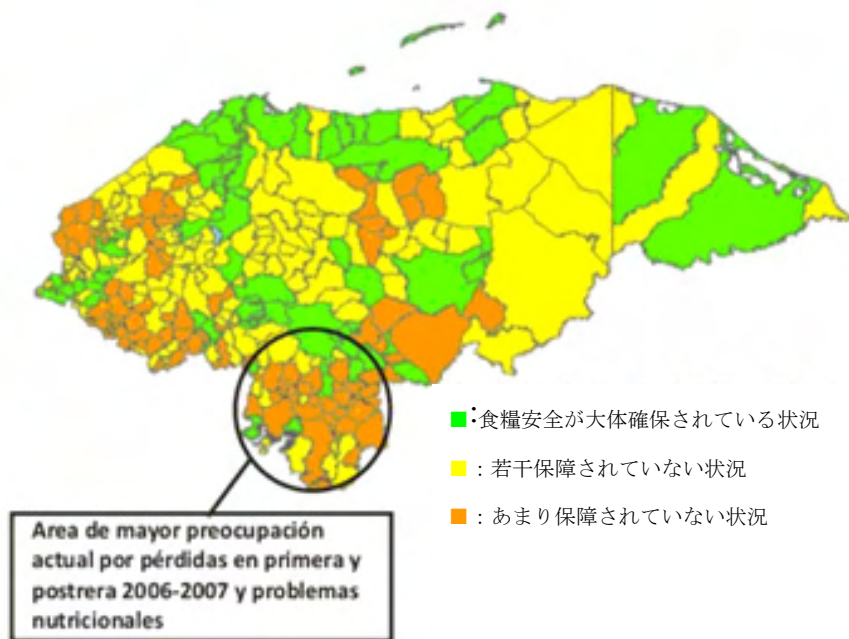 ■:食糧安全が大体確保されている状況
■:若干保障されていない状況
■:あまり保障されていない状況
Area de mayor preocupación
actual por pérdidas en primera y
postrera 2006-2007 y problemas
nutricionales